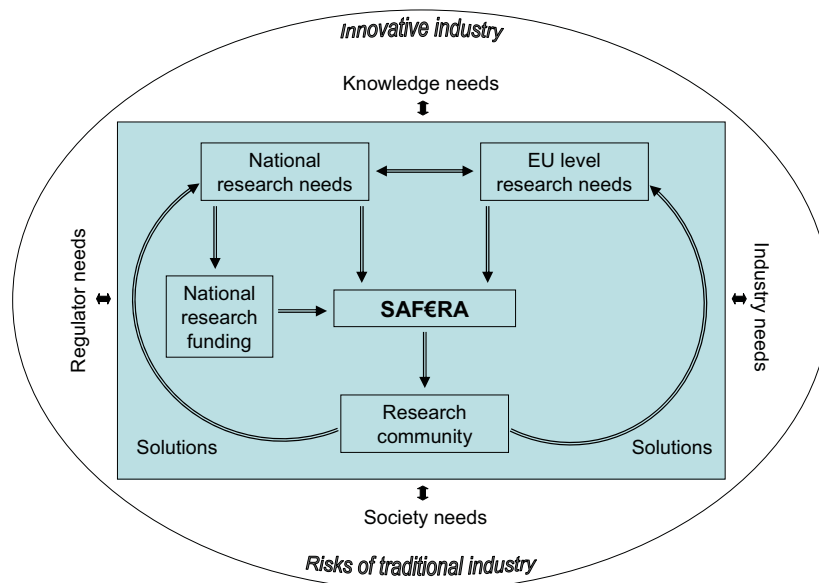 Innovative industry
Knowledge needs
National
research needs
EU level
research needs
Regulator needs
Industry needs
National
research
funding
SAF€RA
Research
community
Solutions
Solutions
Society needs
Risks of traditional industry